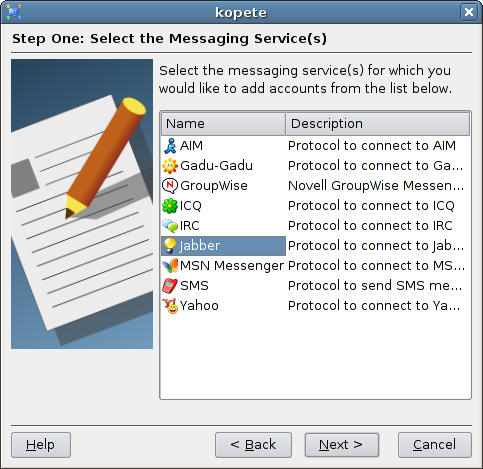 kopete
Step One: Select the Messaging Service(s)
Select the messaging service(s) for which you
would like to add accounts from the list below.
Name Description
AIM Protocol to connect to AIM
Gadu-Gadu Protocol to connect to Ga...
GroupWise Novell GroupWise Messen...
ICQ Protocol to connect to ICQ
IRC Protocol to connect to IRC
Jabber Protocol to connect to Jab...
MSN Messenger Protocol to connect to MS...
SMS Protocol to send SMS me...
Yahoo Protocol to connect to Ya...
Help < Back Next > Cancel